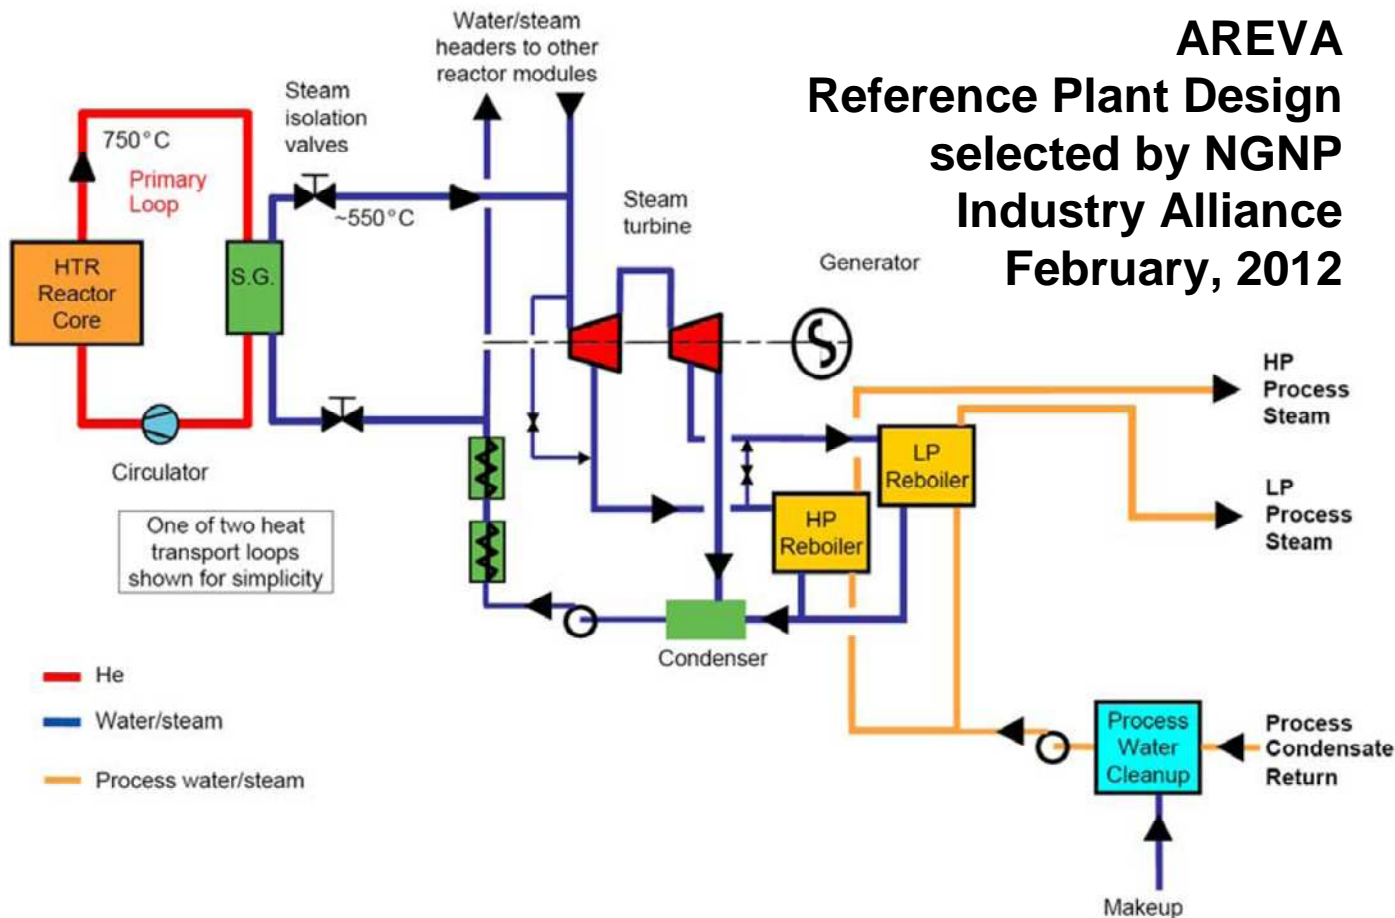 AREVA
Reference Plant Design
selected by NGNP
Industry Alliance
February, 2012
Water/steam
headers to other
reactor modules
Steam
isolation
valves
750°C
Primary
Loop
~550°C
Steam
turbine
Generator
HTR
Reactor
Core
S.G.
Circulator
One of two heat
transport loops
shown for simplicity
HP
Process
Steam
LP
Reboiler
LP
Process
Steam
HP
Reboiler
Condenser
He
Water/steam
Process water/steam
Process
Water
Cleanup
Process
Condensate
Return
Makeup